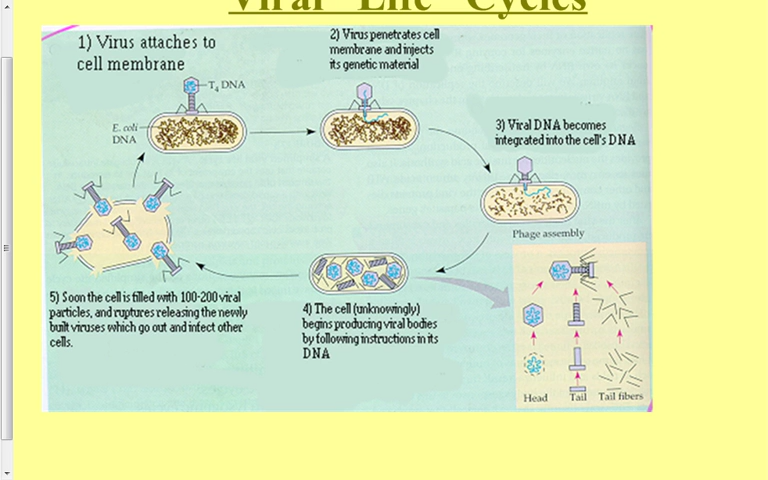 Viral Life Cycles
1) Virus attaches to
cell membrane
T4 DNA
E. coli
DNA
2) Virus penetrates cell
membrane and injects
its genetic material
3) Viral DNA becomes
integrated into the cell's DNA
Phage assembly
4) The cell (unknowingly)
begins producing viral bodies
by following instructions in its
DNA
5) Soon the cell is filled with 100-200 viral
particles, and ruptures releasing the newly
built viruses which go out and infect other
cells.
Head Tail Tail fibers